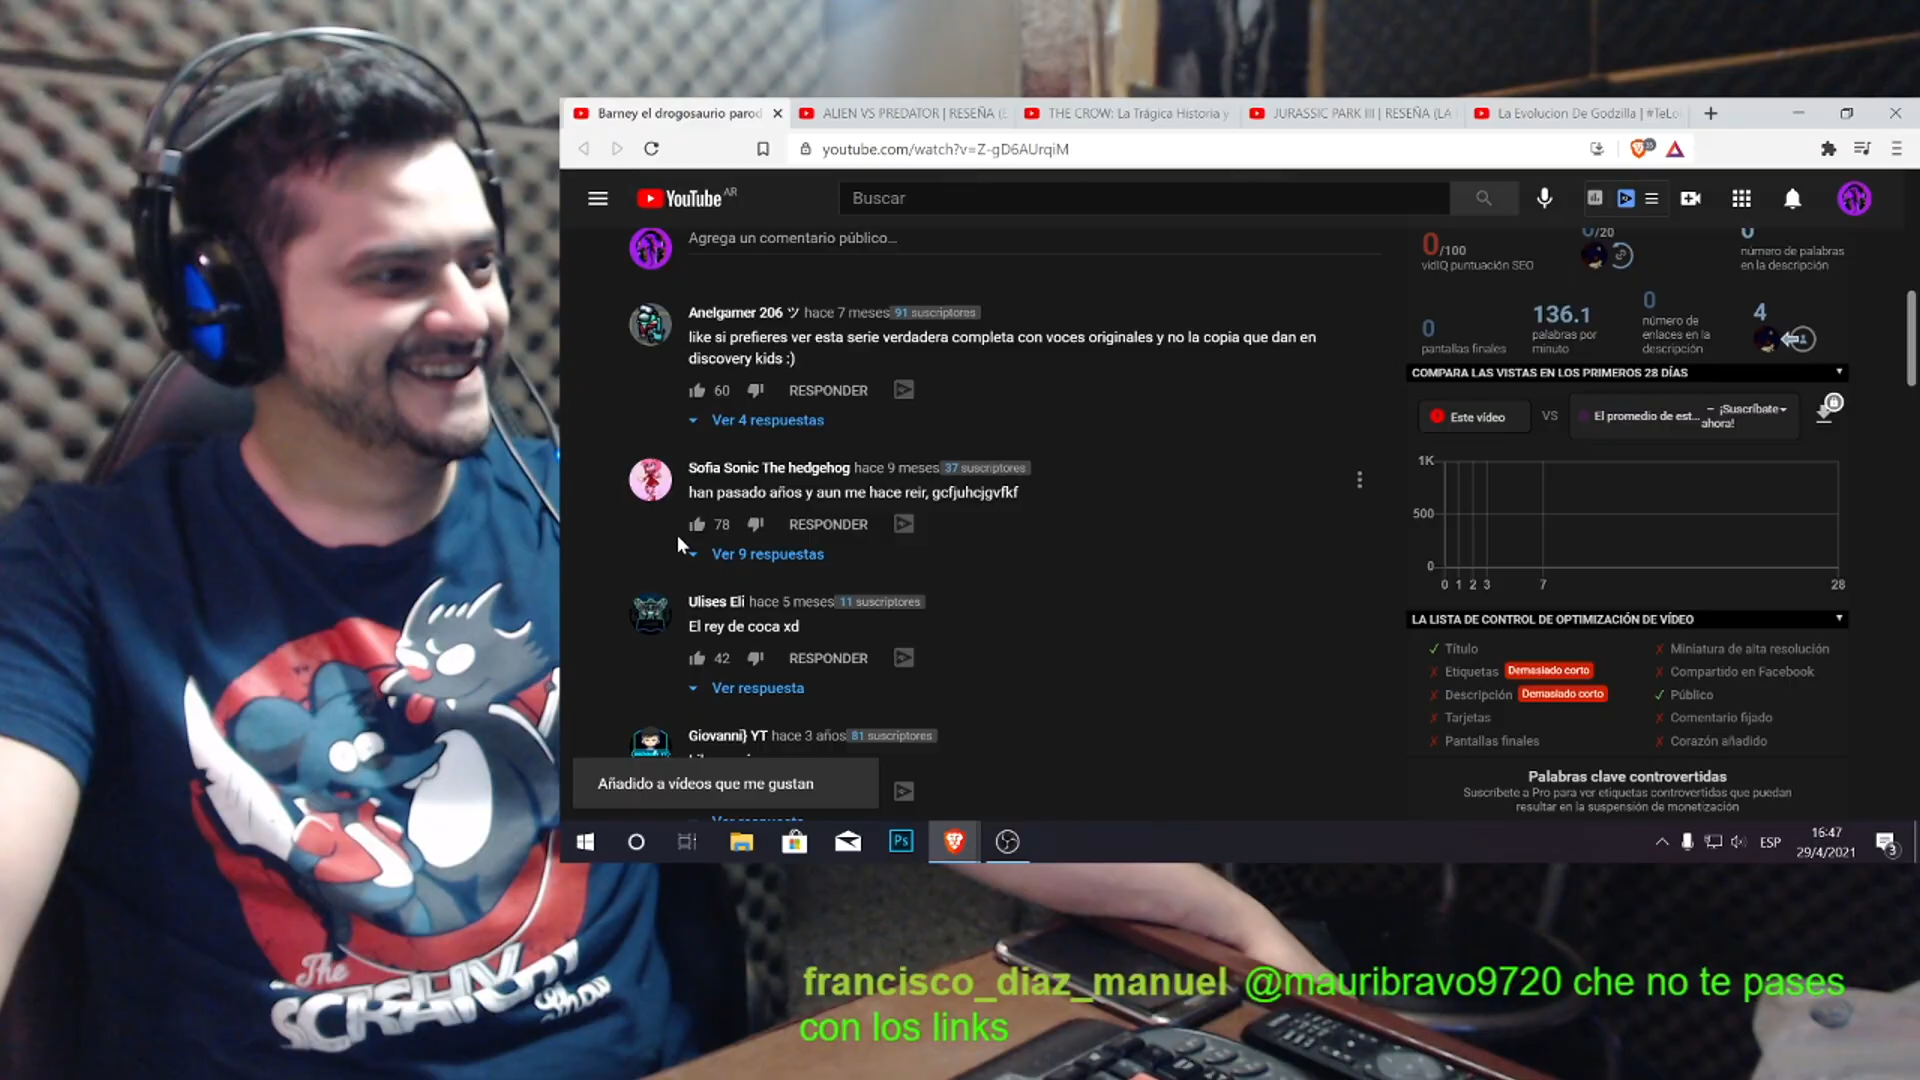 Barney el drogosaurio parod
ALIEN VS PREDATOR | RESEÑA (E
THE CROW: La Trágica Historia y
JURASSIC PARK III | RESEÑA (LA
La Evolucion De Godzilla | #TeLo
youtube.com/watch?v=Z-gD6AUrqiM
YouTube AR
Buscar
Agrega un comentario público...
Anelgamer 206 ツ hace 7 meses 91 suscriptores
like si prefieres ver esta serie verdadera completa con voces originales y no la copia que dan en
discovery kids :)
60 RESPONDER
Ver 4 respuestas
Sofia Sonic The hedgehog hace 9 meses 37 suscriptores
han pasado años y aun me hace reir, gcfjuhcjgvfkf
78 RESPONDER
Ver 9 respuestas
Ulises Eli hace 5 meses 11 suscriptores
El rey de coca xd
42 RESPONDER
Ver respuesta
Giovanni} YT hace 3 años 81 suscriptores
Añadido a vídeos que me gustan
Ver respuesta
0/100
vidIQ puntuación SEO
0/20
0
número de palabras
en la descripción
0
pantallas finales
136.1
palabras por
minuto
0
número de
enlaces en la
descripción
4
COMPARA LAS VISTAS EN LOS PRIMEROS 28 DÍAS
Este vídeo
VS
El promedio de est... – ¡Suscríbate
ahora!
1K
500
0
0 1 2 3 7 28
LA LISTA DE CONTROL DE OPTIMIZACIÓN DE VÍDEO
Título
Miniatura de alta resolución
Etiquetas Demasiado corto
Compartido en Facebook
Descripción Demasiado corto
Público
Tarjetas
Comentario fijado
Pantallas finales
Corazón añadido
Palabras clave controvertidas
Suscríbete a Pro para ver etiquetas controvertidas que puedan
resultar en la suspensión de monetización
Ps
ESP
16:47
29/4/2021
3
The
SCRATCHY
Show
francisco_diaz_manuel @mauribravo9720 che no te pases
con los links